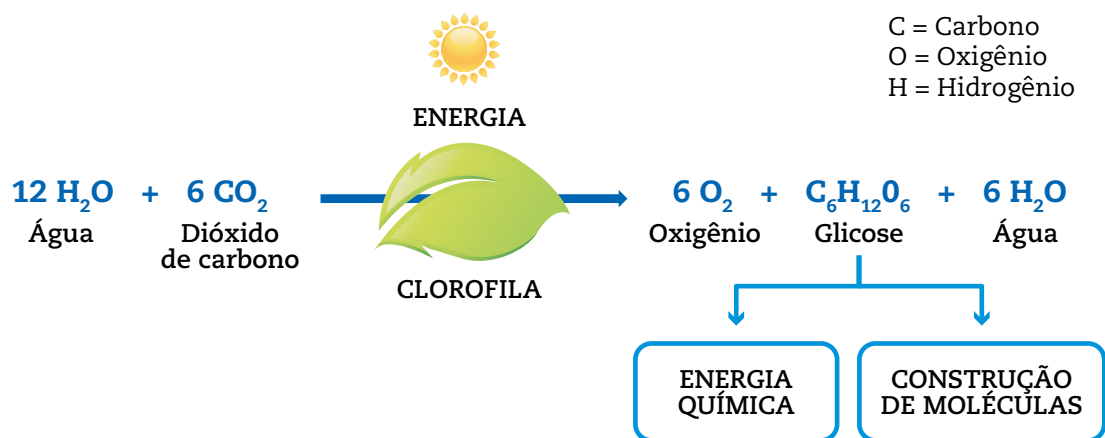 C = Carbono
O = Oxigênio
H = Hidrogênio
ENERGIA
12 H₂O + 6 CO₂ 6 O₂ + C₆H₁₂0₆ + 6 H₂O
Água Dióxido de carbono Oxigênio Glicose Água
CLOROFILA
ENERGIA
QUÍMICA
CONSTRUÇÃO
DE MOLÉCULAS